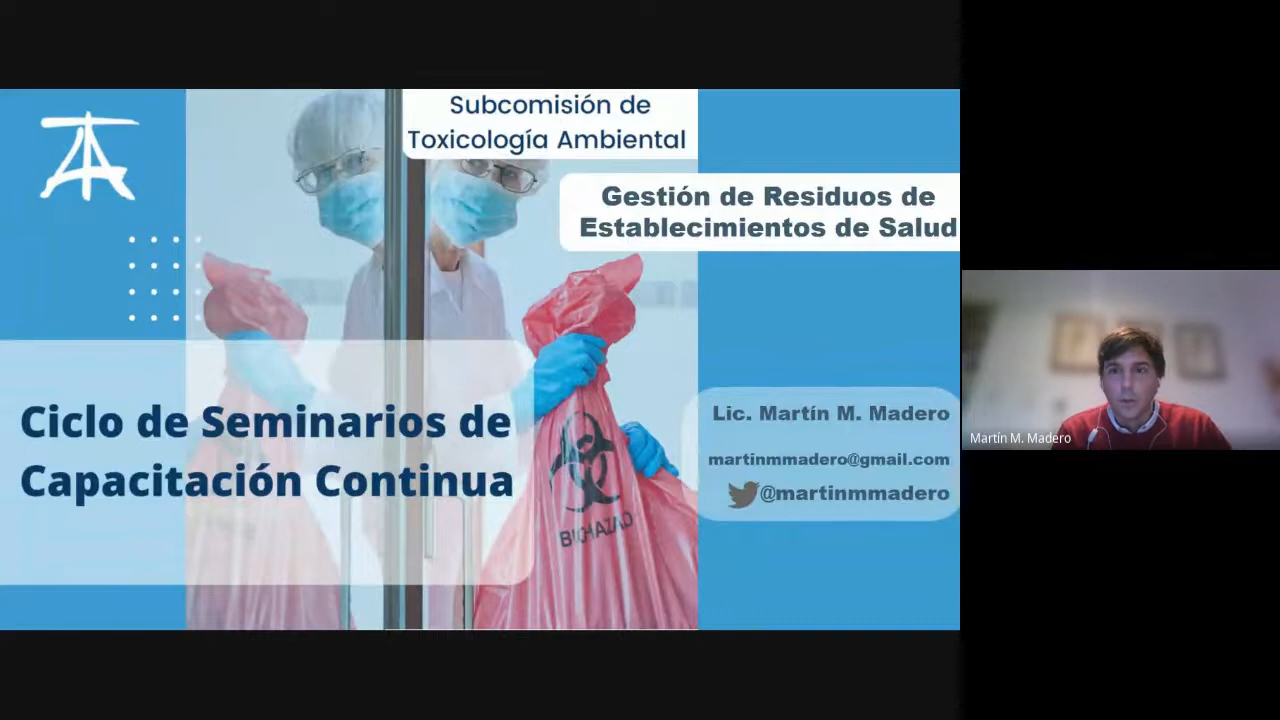 Subcomisión de
Toxicología Ambiental
Gestión de Residuos de
Establecimientos de Salud
Ciclo de Seminarios de
Capacitación Continua
Lic. Martín M. Madero
martinmmadero@gmail.com
@martinmmadero
BIOHAZAD
Martín M. Madero